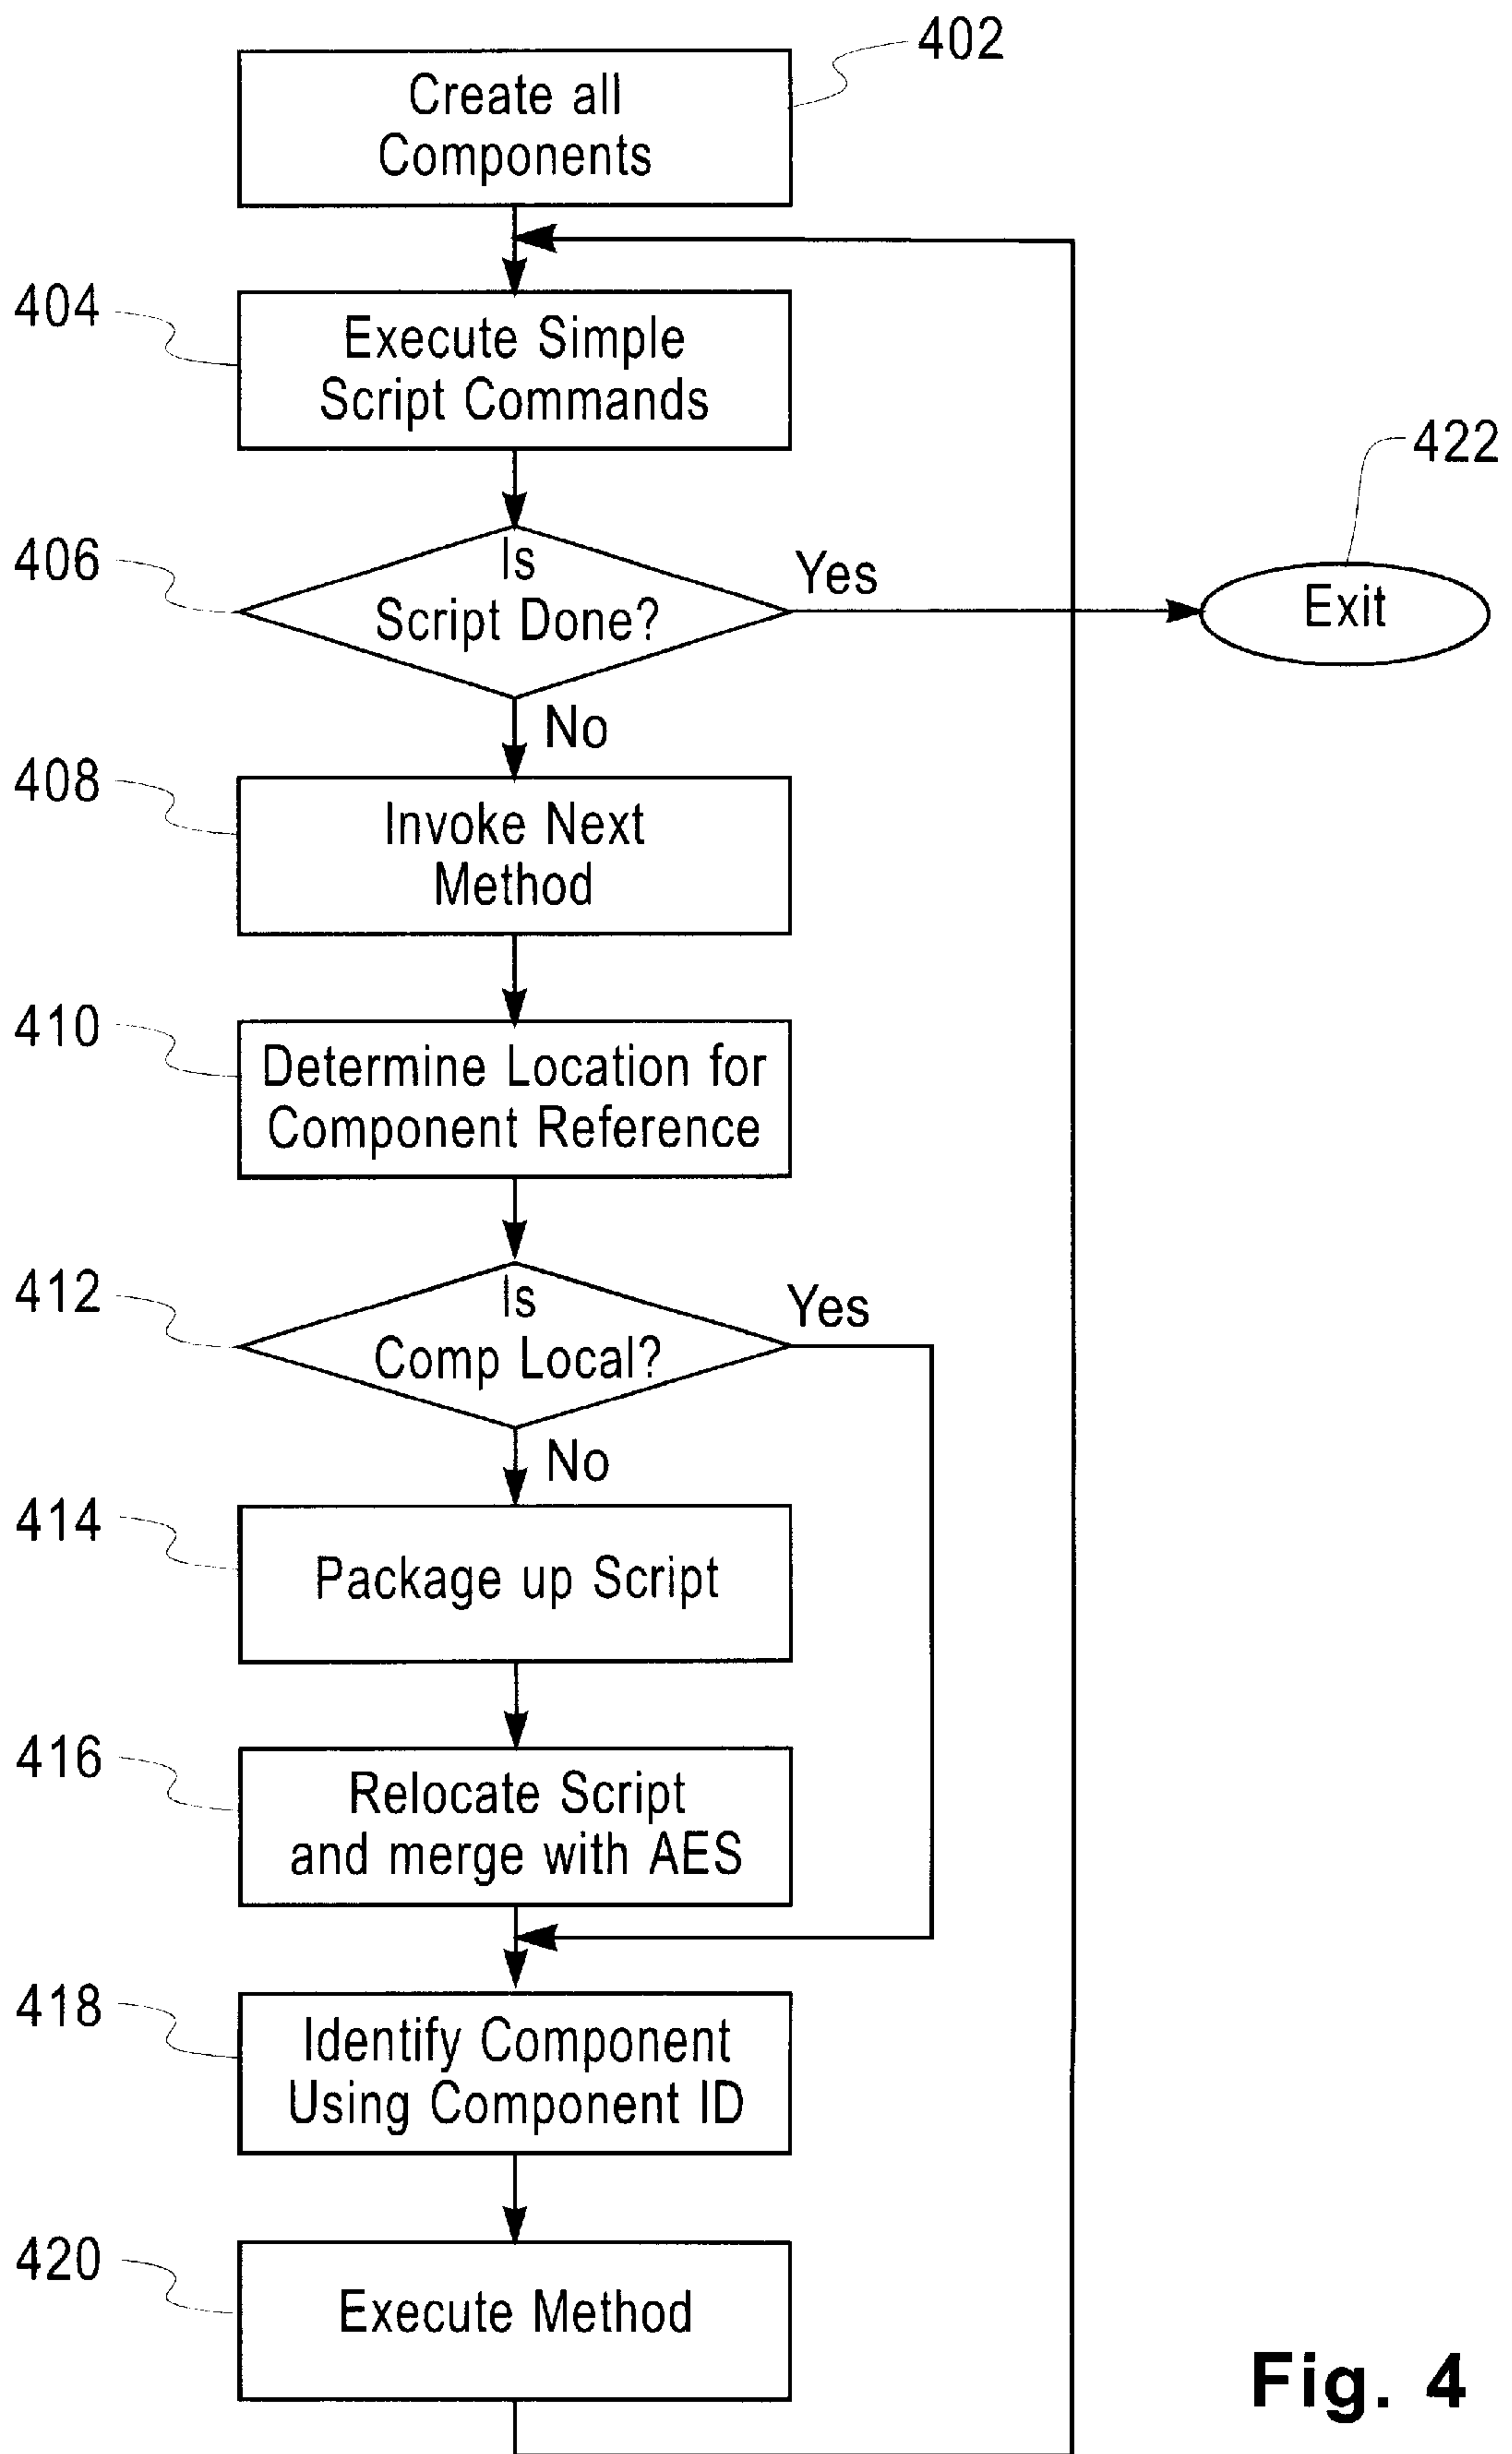 402
Create all
Components
404
Execute Simple
Script Commands
422
406
Is
Script Done?
Yes
Exit
No
408
Invoke Next
Method
410
Determine Location for
Component Reference
412
Is
Comp Local?
Yes
No
414
Package up Script
416
Relocate Script
and merge with AES
418
Identify Component
Using Component ID
420
Execute Method
Fig. 4